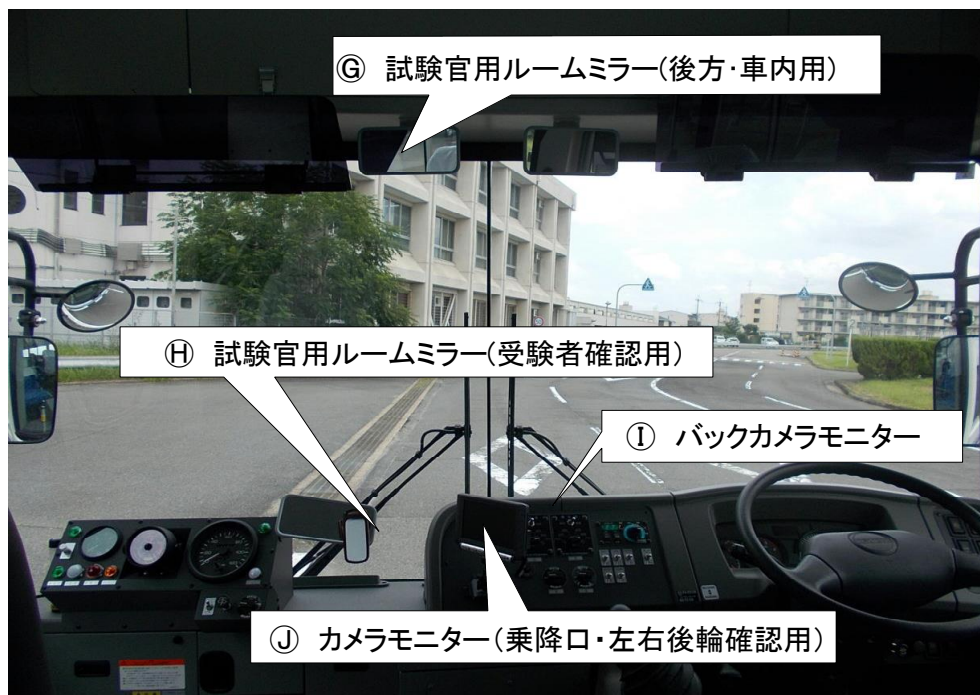 Ⓖ 試験官用ルームミラー(後方・車内用)
Ⓗ 試験官用ルームミラー(受験者確認用)
Ⓘ バックカメラモニター
Ⓙ カメラモニター(乗降口・左右後輪確認用)